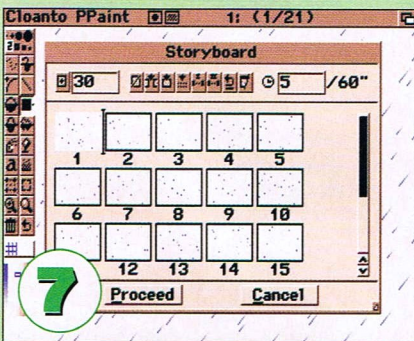 Cloanto PPaint 1: (1/21)
Storyboard
30 5 /60"
1 2 3 4 5
6 7 8 9 10
12 13 14 15
7
Proceed Cancel